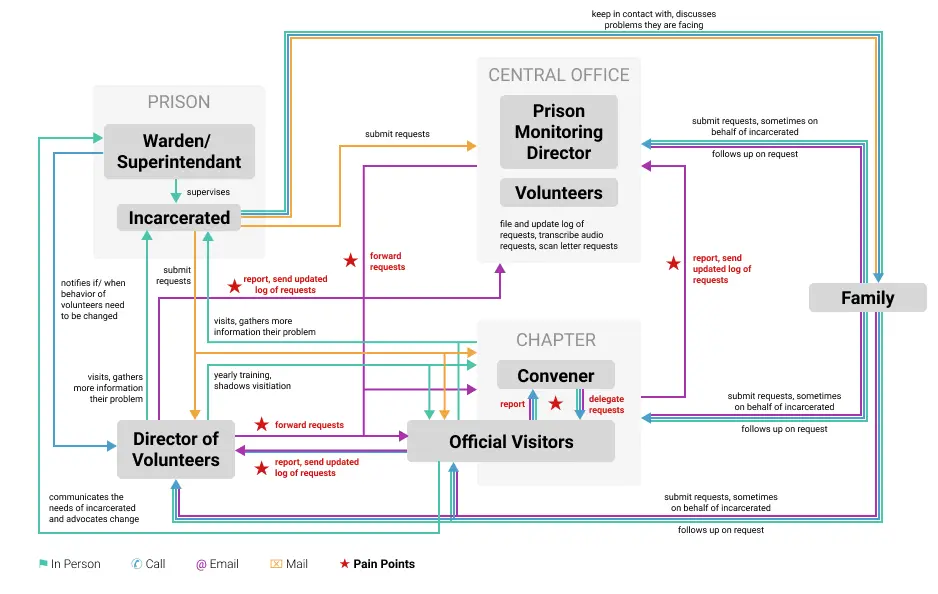 keep in contact with, discusses
problems they are facing
CENTRAL OFFICE
PRISON
Prison
Monitoring
Director
Warden/
Superintendant
submit requests
submit requests, sometimes on
behalf of incarcerated
follows up on request
supervises
Volunteers
Incarcerated
file and update log of
requests, transcribe audio
requests, scan letter requests
forward
requests
report, send
updated log of
requests
submit
requests
report, send updated
log of requests
notifies if/ when
behavior of
volunteers need
to be changed
Family
visits, gathers more
information their problem
CHAPTER
Convener
visits, gathers
more information
their problem
yearly training,
shadows visitiation
report
delegate
requests
submit requests, sometimes
on behalf of incarcerated
follows up on request
forward requests
Director of
Volunteers
Official Visitors
report, send updated
log of requests
communicates the
needs of incarcerated
and advocates change
submit requests, sometimes
on behalf of incarcerated
follows up on request
In Person
Call
@ Email
Mail
★ Pain Points